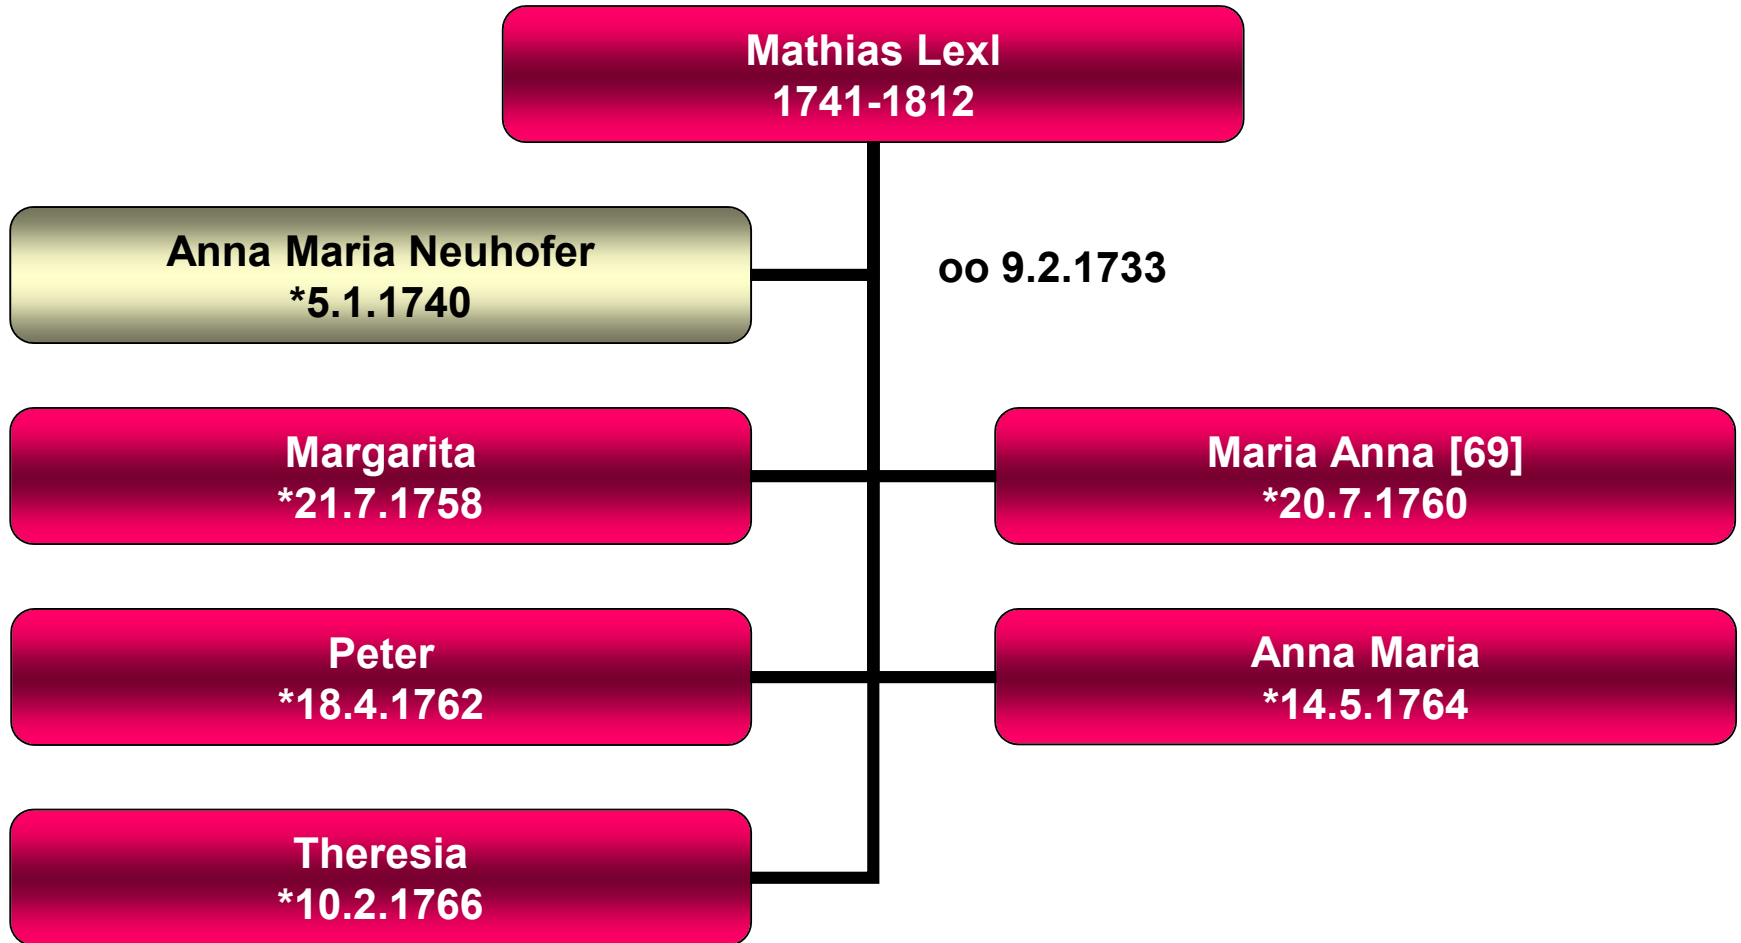 Mathias Lexl
1741-1812
Anna Maria Neuhofer
*5.1.1740
oo 9.2.1733
Margarita
*21.7.1758
Maria Anna [69]
*20.7.1760
Peter
*18.4.1762
Anna Maria
*14.5.1764
Theresia
*10.2.1766